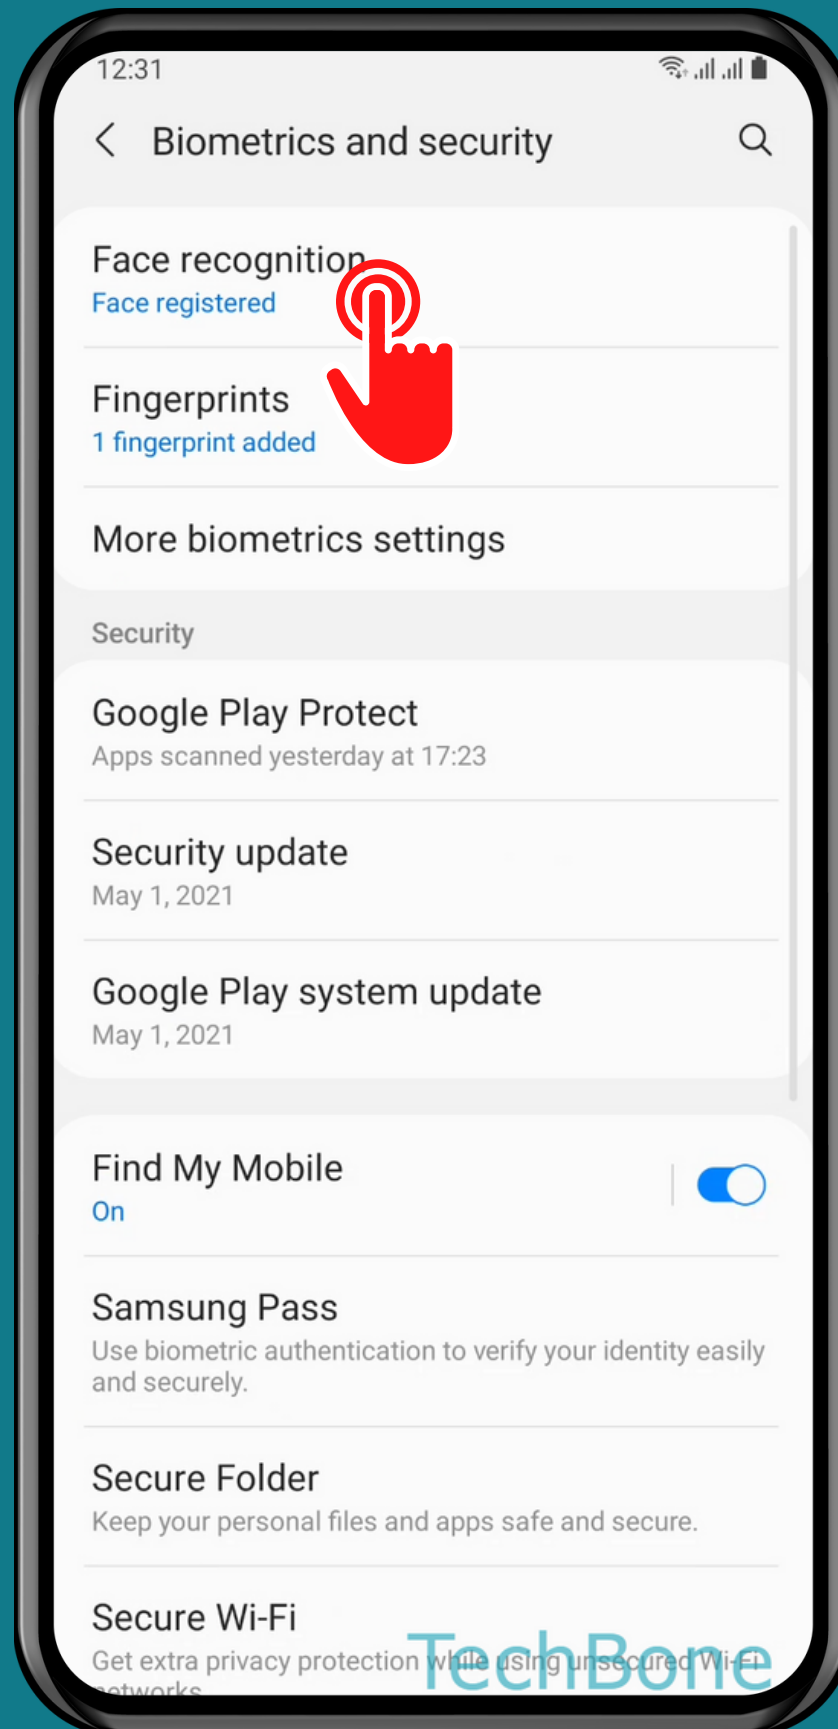 12:31
Biometrics and security
Face recognition
Face registered
Fingerprints
1 fingerprint added
More biometrics settings
Security
Google Play Protect
Apps scanned yesterday at 17:23
Security update
May 1, 2021
Google Play system update
May 1, 2021
Find My Mobile
On
Samsung Pass
Use biometric authentication to verify your identity easily
and securely.
Secure Folder
Keep your personal files and apps safe and secure.
Secure Wi-Fi
Get extra privacy protection while using unsecured Wi-Fi
networks
TechBone